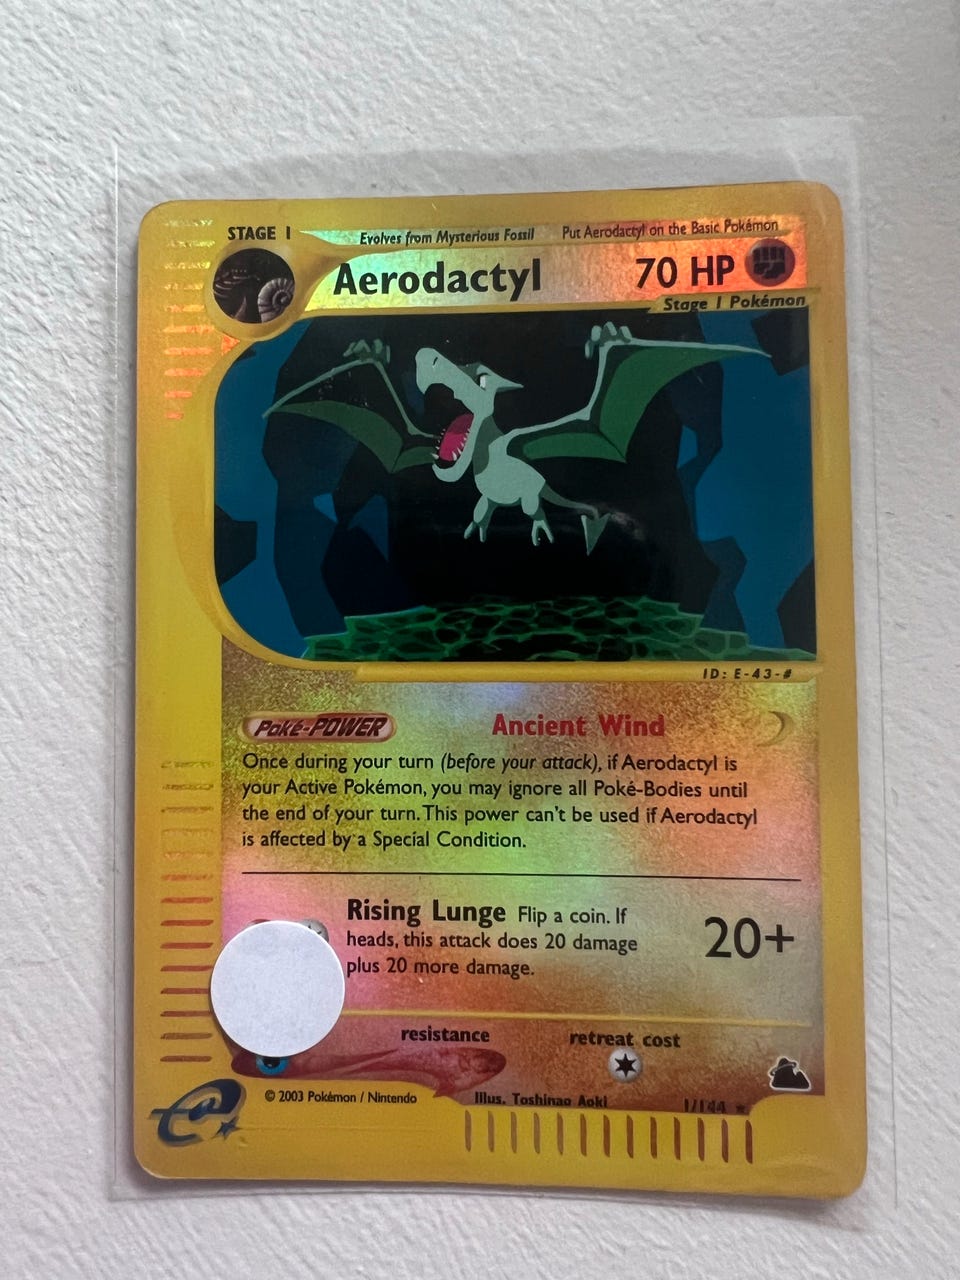 STAGE 1
Evolves from Mysterious Fossil
Put Aerodactyl on the Basic Pokémon
Aerodactyl
70 HP
Stage 1 Pokémon
ID: E-43-#
Poké-POWER
Ancient Wind
Once during your turn (before your attack), if Aerodactyl is
your Active Pokémon, you may ignore all Poké-Bodies until
the end of your turn. This power can't be used if Aerodactyl
is affected by a Special Condition.
Rising Lunge Flip a coin. If
heads, this attack does 20 damage
plus 20 more damage.
20+
resistance
retreat cost
© 2003 Pokémon / Nintendo
Illus. Toshinao Aoki
1/144 ★